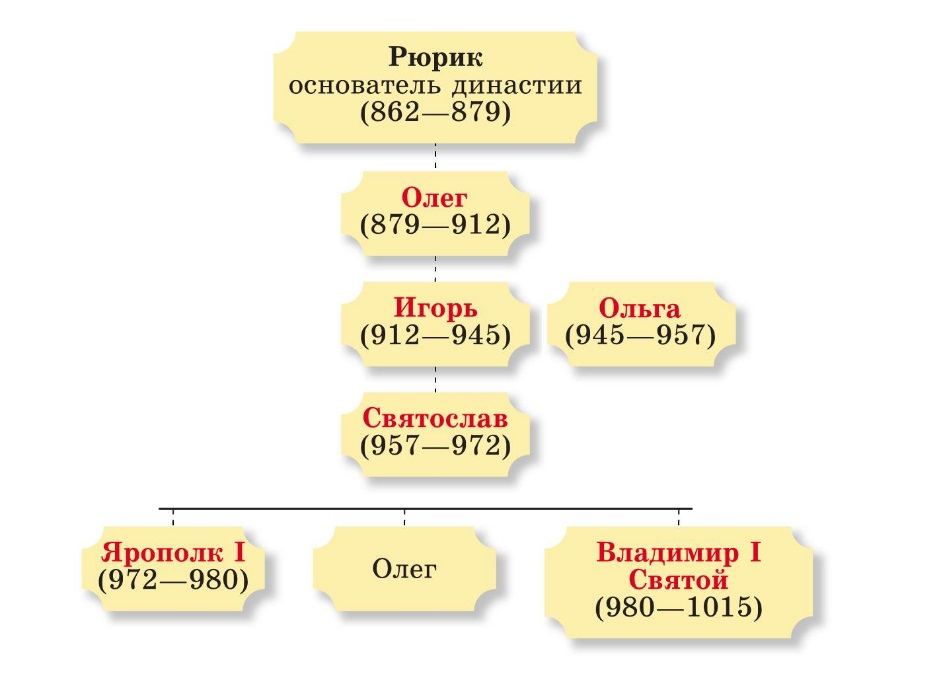 Рюрик
основатель династии
(862—879)
Олег
(879—912)
Игорь
(912—945)
Ольга
(945—957)
Святослав
(957—972)
Ярополк I
(972—980)
Олег
Владимир I
Святой
(980—1015)